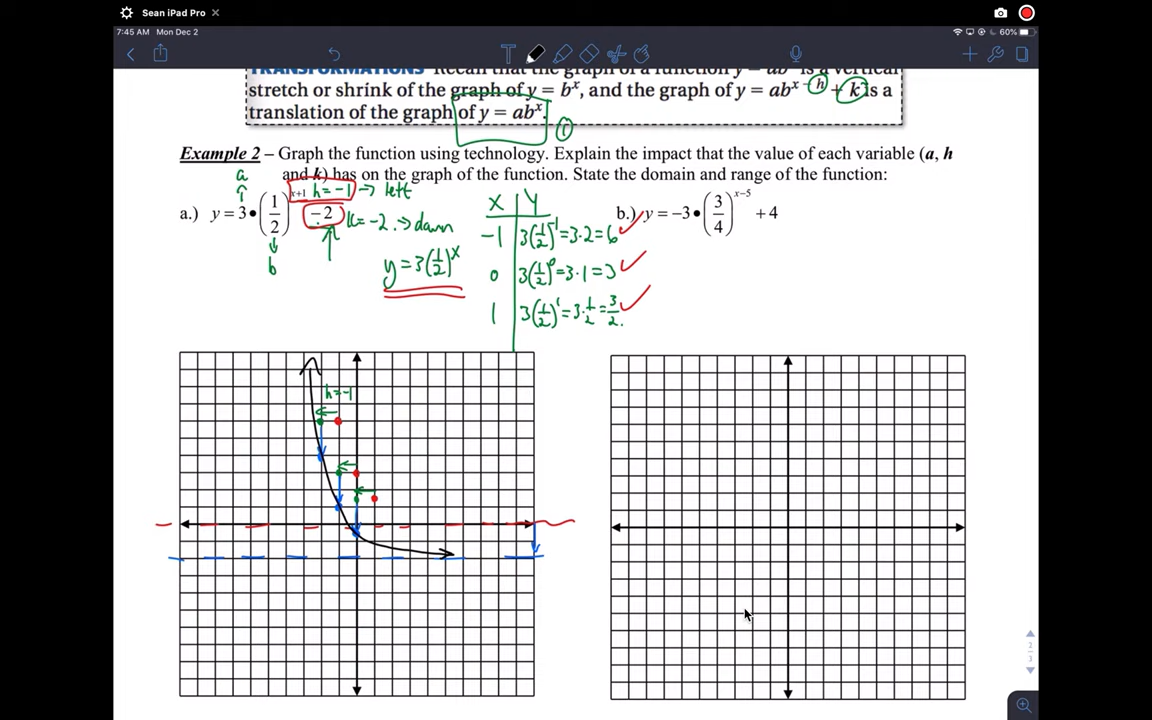 Sean iPad Pro ×
7:45 AM Mon Dec 2
60%
TRANSFORMATIONS Recall that the graph of a function y = ab^x is a vertical
stretch or shrink of the graph of y = b^x, and the graph of y = ab^(x – h) + k is a
translation of the graph of y = ab^x.
①
Example 2 – Graph the function using technology. Explain the impact that the value of each variable (a, h
and k) has on the graph of the function. State the domain and range of the function:
a
a.) y = 3•(1/2)^(x+1) – 2
h = -1 → left
k = -2 → down
b
y = 3(1/2)^x
X Y
-1 3(1/2)^-1 = 3·2 = 6 ✓
0 3(1/2)^0 = 3·1 = 3 ✓
1 3(1/2)^1 = 3·1/2 = 3/2. ✓
b.) y = −3•(3/4)^(x−5) + 4
h = -1
2
3